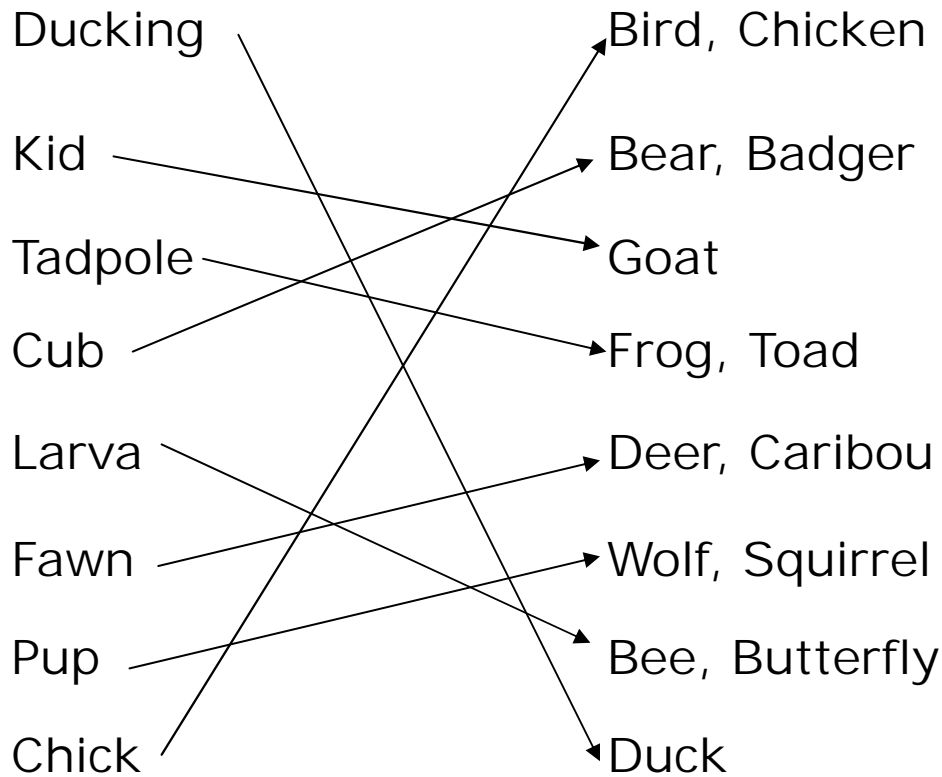 Ducking Bird, Chicken
Kid Bear, Badger
Tadpole Goat
Cub Frog, Toad
Larva Deer, Caribou
Fawn Wolf, Squirrel
Pup Bee, Butterfly
Chick Duck